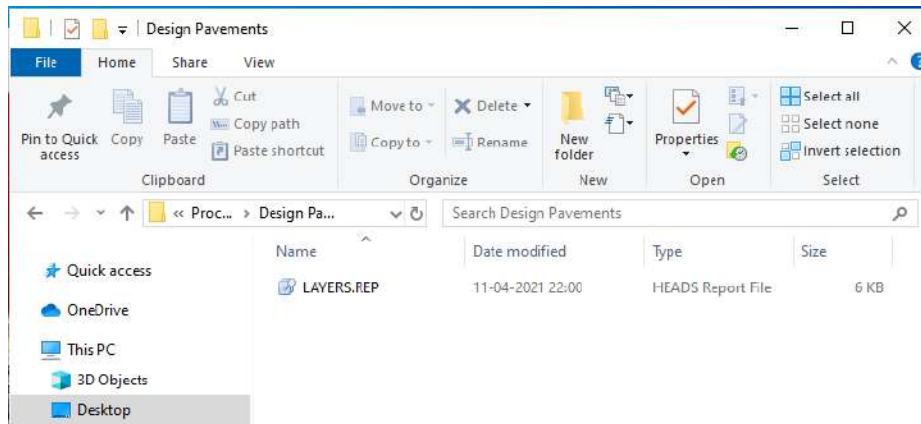 Design Pavements
File Home Share View
Pin to Quick access
Copy
Paste
Cut
Copy path
Paste shortcut
Clipboard
Move to
Copy to
Delete
Rename
Organize
New folder
New
Properties
Open
Select all
Select none
Invert selection
Select
« Proc... > Design Pa...
Search Design Pavements
Name Date modified Type Size
LAYERS.REP 11-04-2021 22:00 HEADS Report File 6 KB
Quick access
OneDrive
This PC
3D Objects
Desktop